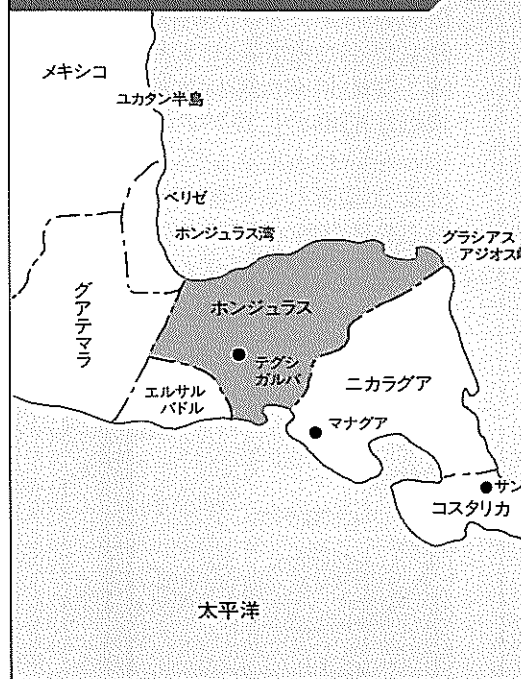 メキシコ
ユカタン半島
ベリゼ
ホンジュラス湾
グラシアス
アジオス岬
グアテマラ
ホンジュラス
テグシ
ガルパ
エルサル
バドル
ニカラグア
マナグア
サン
コスタリカ
太平洋